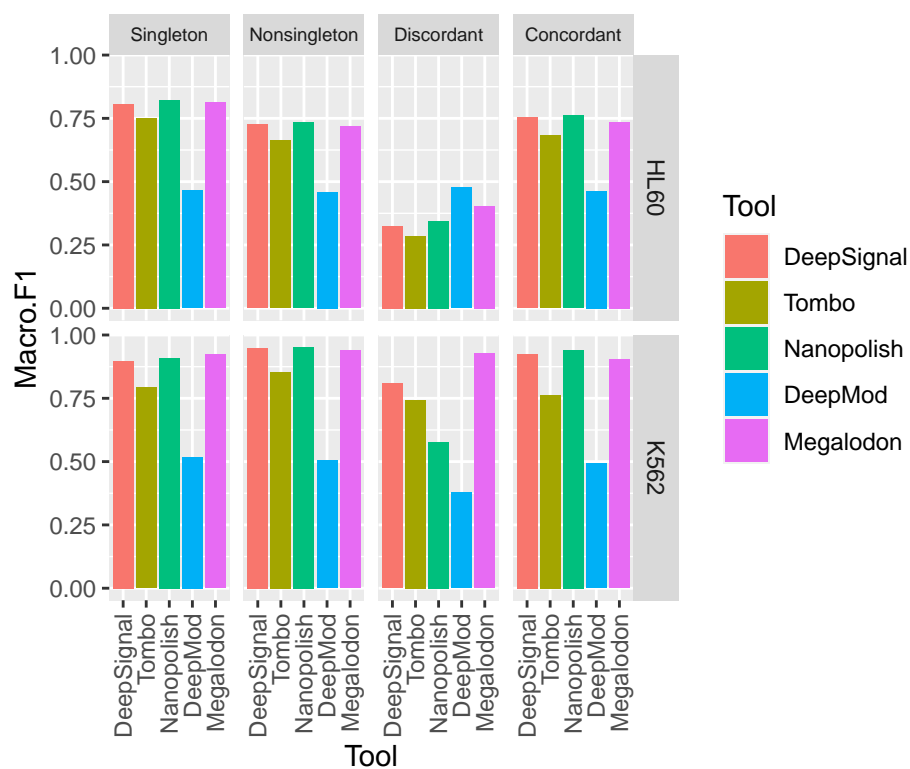 Singleton Nonsingleton Discordant Concordant
Macro.F1
1.00
0.75
0.50
0.25
0.00
HL60
1.00
0.75
0.50
0.25
0.00
K562
DeepSignal Tombo Nanopolish DeepMod Megalodon DeepSignal Tombo Nanopolish DeepMod Megalodon DeepSignal Tombo Nanopolish DeepMod Megalodon DeepSignal Tombo Nanopolish DeepMod Megalodon
Tool
Tool
DeepSignal
Tombo
Nanopolish
DeepMod
Megalodon